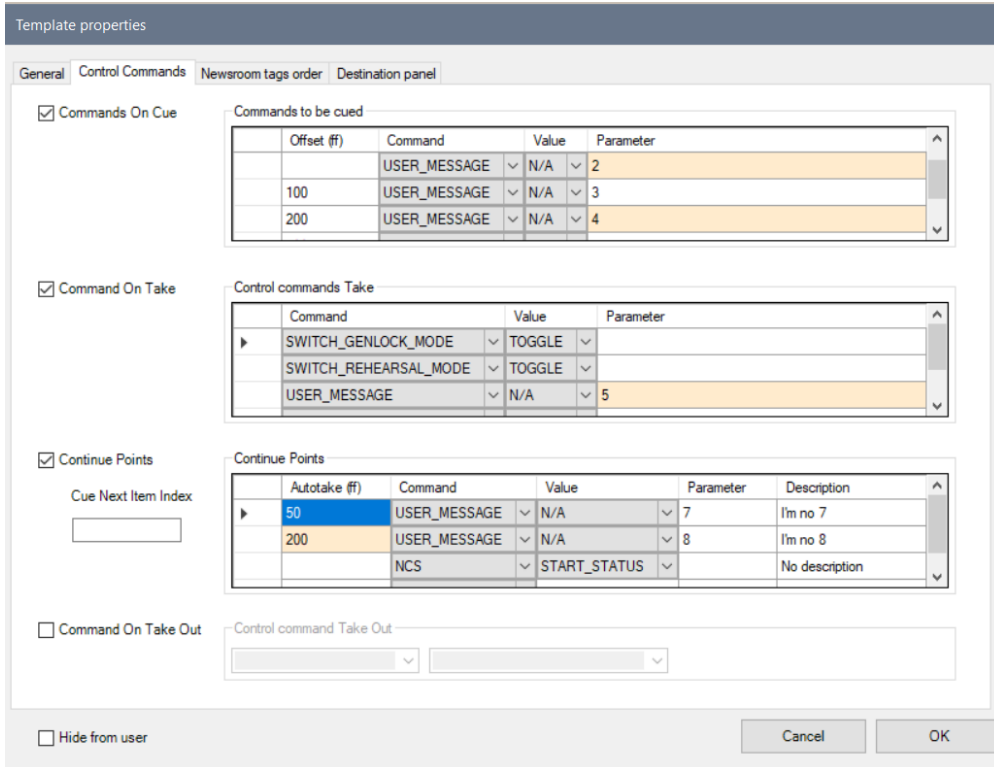 Template properties
General Control Commands Newsroom tags order Destination panel
Commands On Cue
Commands to be cued
Offset (ff) Command Value Parameter
USER_MESSAGE N/A 2
100 USER_MESSAGE N/A 3
200 USER_MESSAGE N/A 4
Command On Take
Control commands Take
Command Value Parameter
SWITCH_GENLOCK_MODE TOGGLE
SWITCH_REHEARSAL_MODE TOGGLE
USER_MESSAGE N/A 5
Continue Points
Cue Next Item Index
Continue Points
Autotake (ff) Command Value Parameter Description
50 USER_MESSAGE N/A 7 I'm no 7
200 USER_MESSAGE N/A 8 I'm no 8
NCS START_STATUS No description
Command On Take Out
Control command Take Out
Hide from user
Cancel OK